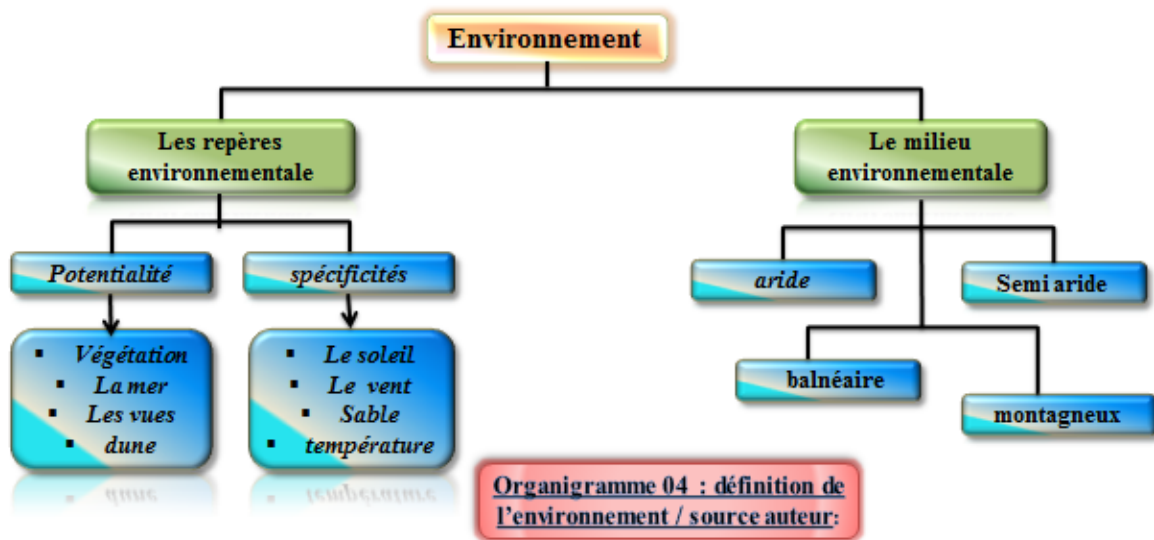 Environnement
Les repères
environnementale
Le milieu
environnementale
Potentialité
spécificités
aride
Semi aride
▪ Végétation
▪ La mer
▪ Les vues
▪ dune
▪ Le soleil
▪ Le vent
▪ Sable
▪ température
balnéaire
montagneux
Organigramme 04 : définition de
l'environnement / source auteur: